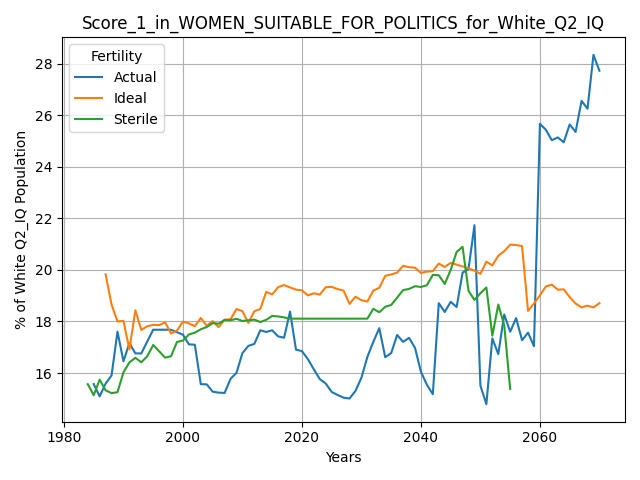 Score_1_in_WOMEN_SUITABLE_FOR_POLITICS_for_White_Q2_IQ
Fertility
Actual
Ideal
Sterile
% of White Q2_IQ Population
28
26
24
22
20
18
16
1980
2000
2020
2040
2060
Years